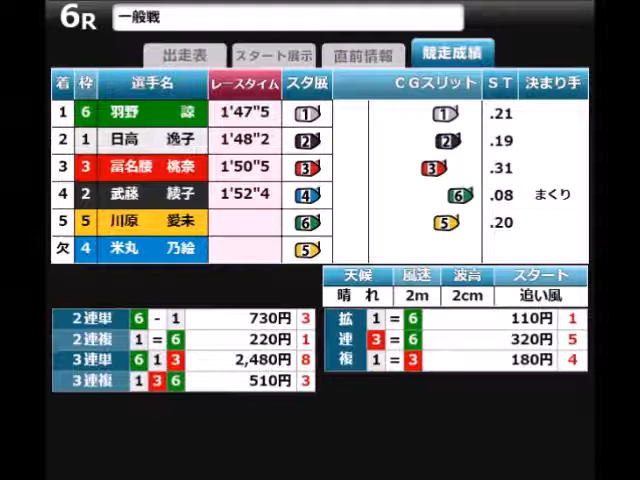 6R 一般戦
出走表 スタート展示 直前情報 競走成績
着 枠 選手名 レースタイム スタ展 CGスリット ST 決まり手
1 6 羽野 諒 1'47"5 1 1 .21
2 1 日高 逸子 1'48"2 2 2 .19
3 3 冨名腰 桃奈 1'50"5 3 3 .31
4 2 武藤 綾子 1'52"4 4 6 .08 まくり
5 5 川原 愛未 6 5 .20
欠 4 米丸 乃絵 5
天候 風速 波高 スタート
晴れ 2m 2cm 追い風
2連単 6 - 1 730円 3
2連複 1 = 6 220円 1
3連単 6 1 3 2,480円 8
3連複 1 3 6 510円 3
拡 1 = 6 110円 1
連 3 = 6 320円 5
複 1 = 3 180円 4